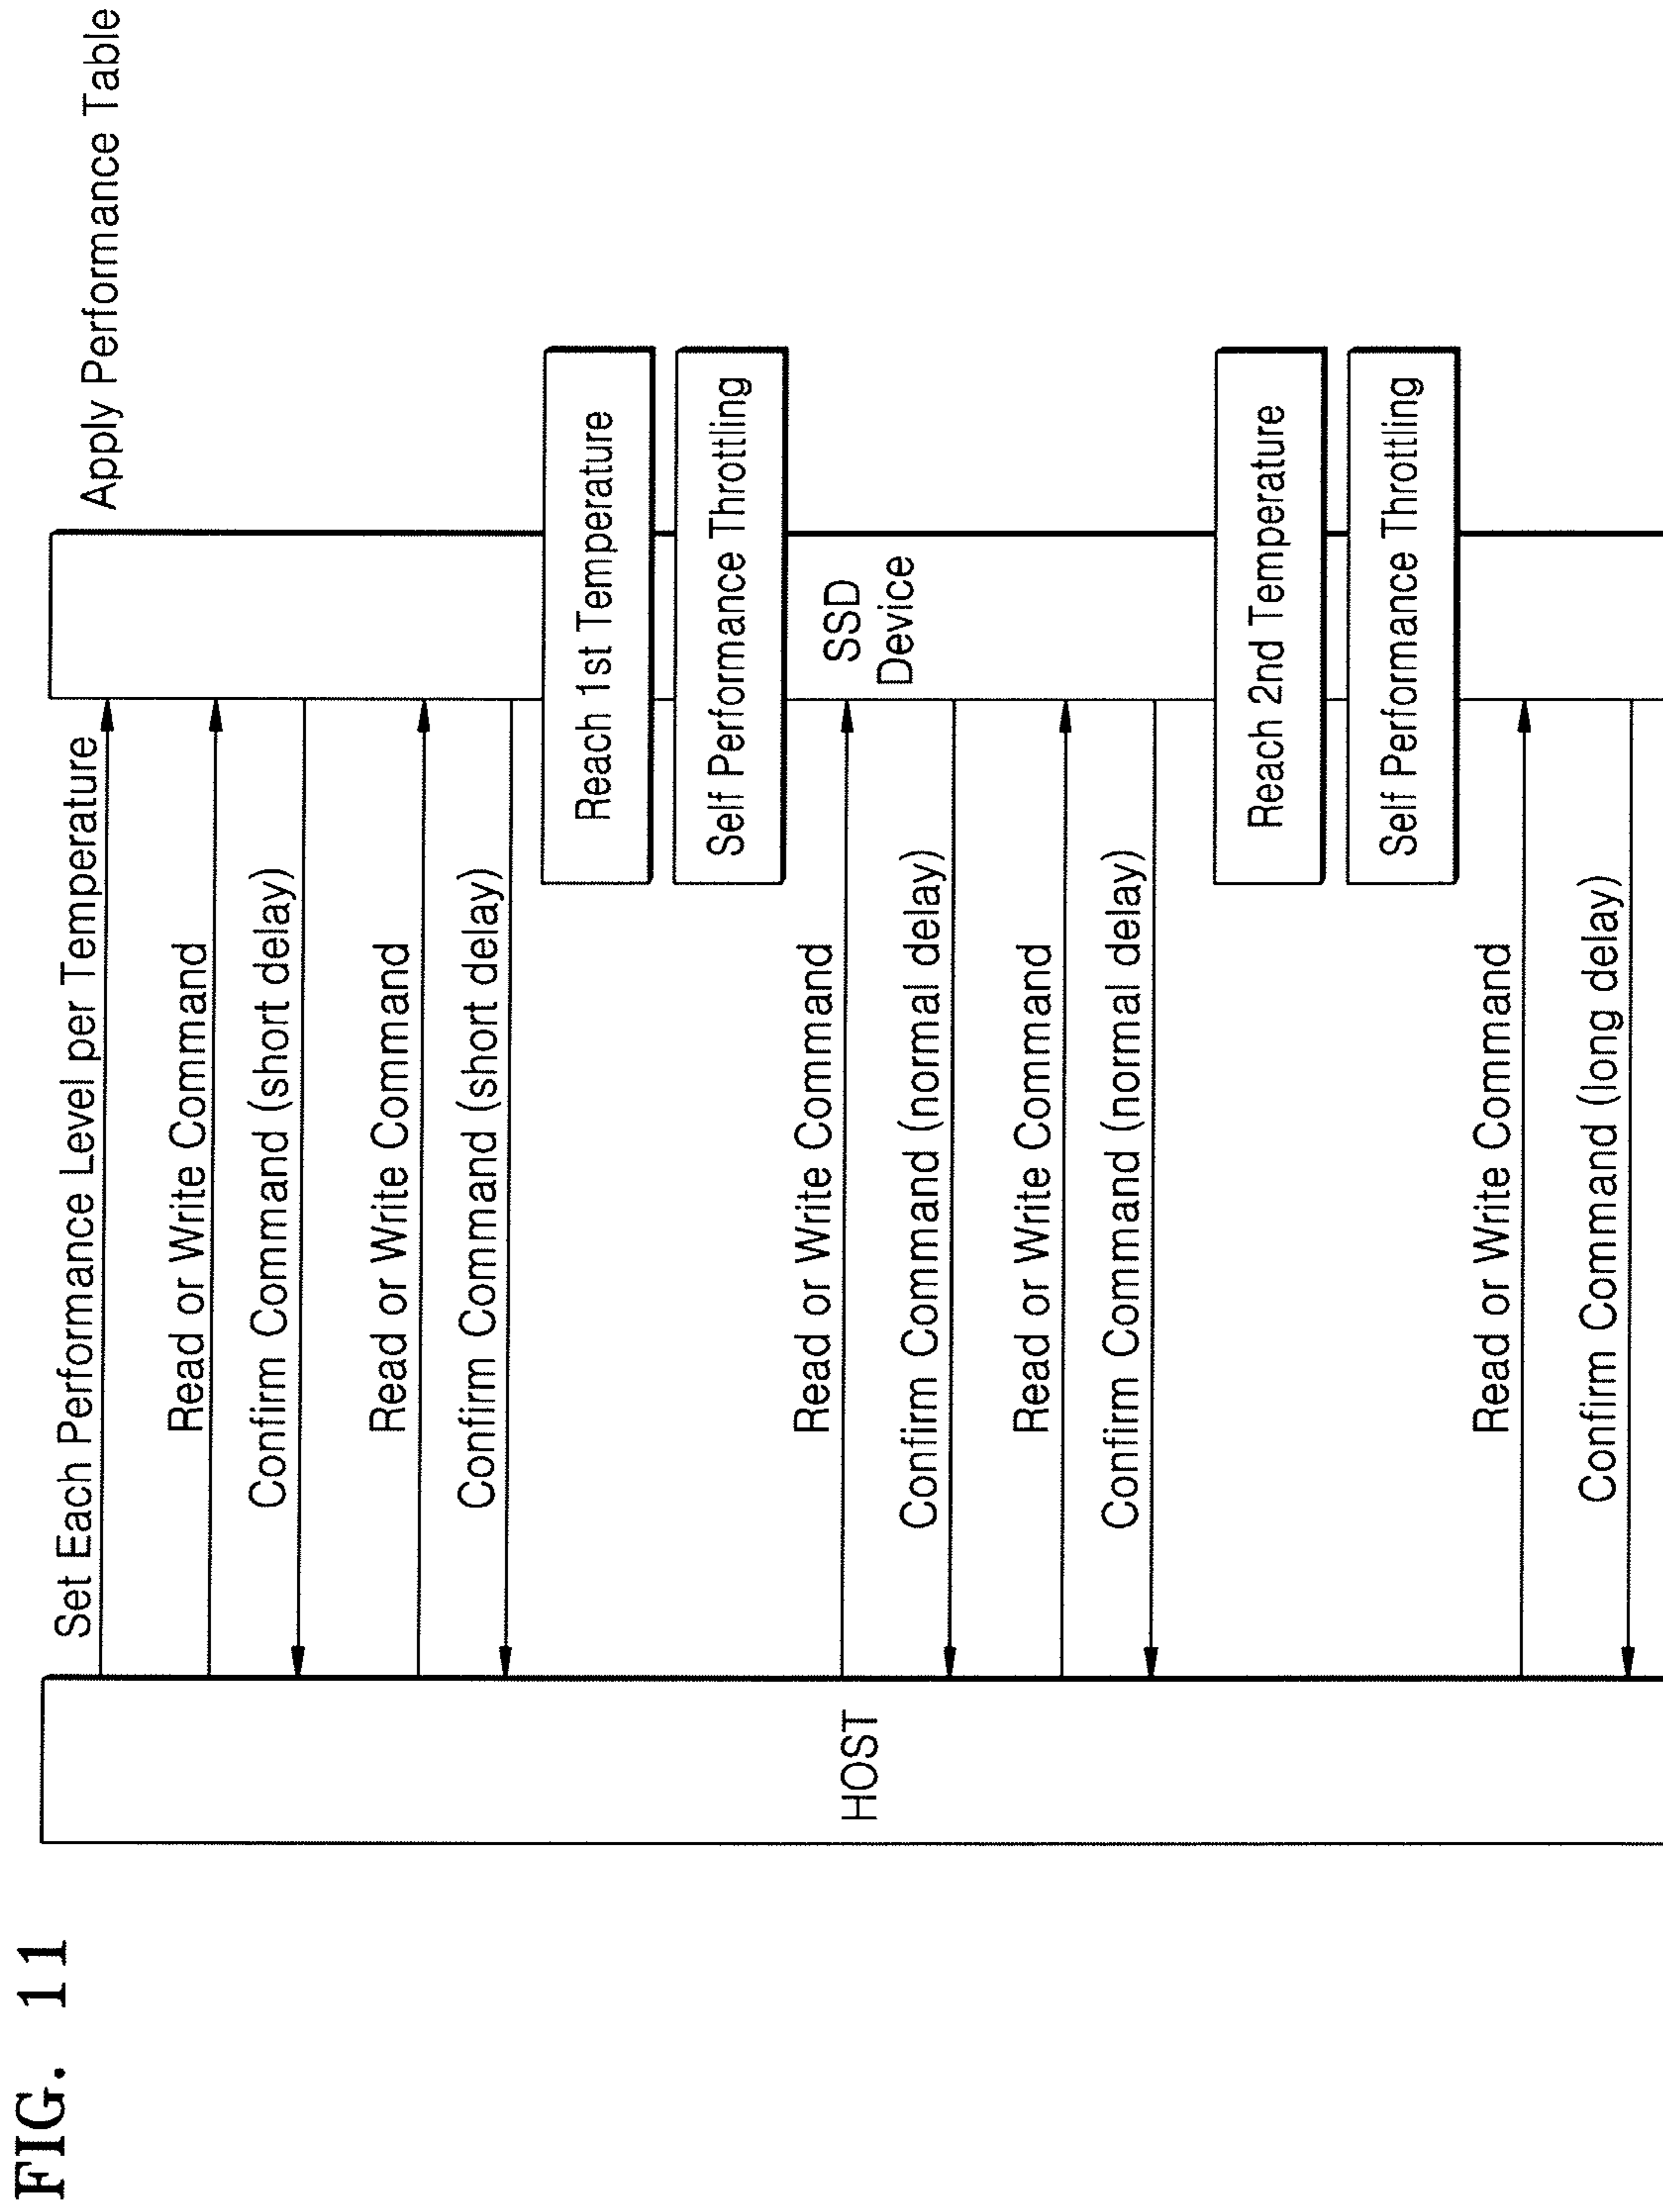 FIG. 11
Set Each Performance Level per Temperature
Apply Performance Table
Read or Write Command
Confirm Command (short delay)
Read or Write Command
Confirm Command (short delay)
Reach 1st Temperature
Self Performance Throttling
HOST
SSD
Device
Read or Write Command
Confirm Command (normal delay)
Read or Write Command
Confirm Command (normal delay)
Reach 2nd Temperature
Self Performance Throttling
Read or Write Command
Confirm Command (long delay)